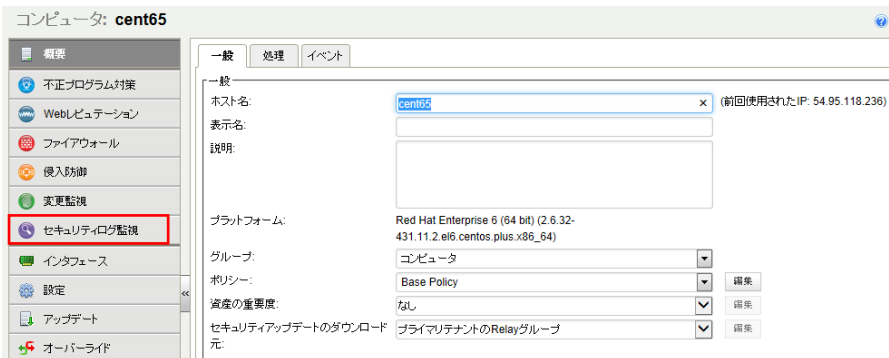 コンピュータ: cent65
概要
不正プログラム対策
Webレピュテーション
ファイアウォール
侵入防御
変更監視
セキュリティログ監視
インタフェース
設定
アップデート
オーバーライド
一般 処理 イベント
一般
ホスト名: cent65 (前回使用されたIP: 54.95.118.236)
表示名:
説明:
プラットフォーム: Red Hat Enterprise 6 (64 bit) (2.6.32-
431.11.2.el6.centos.plus.x86_64)
グループ: コンピュータ
ポリシー: Base Policy 編集
資産の重要度: なし 編集
セキュリティアップデートのダウンロード プライマリテナントのRelayグループ 編集
元: